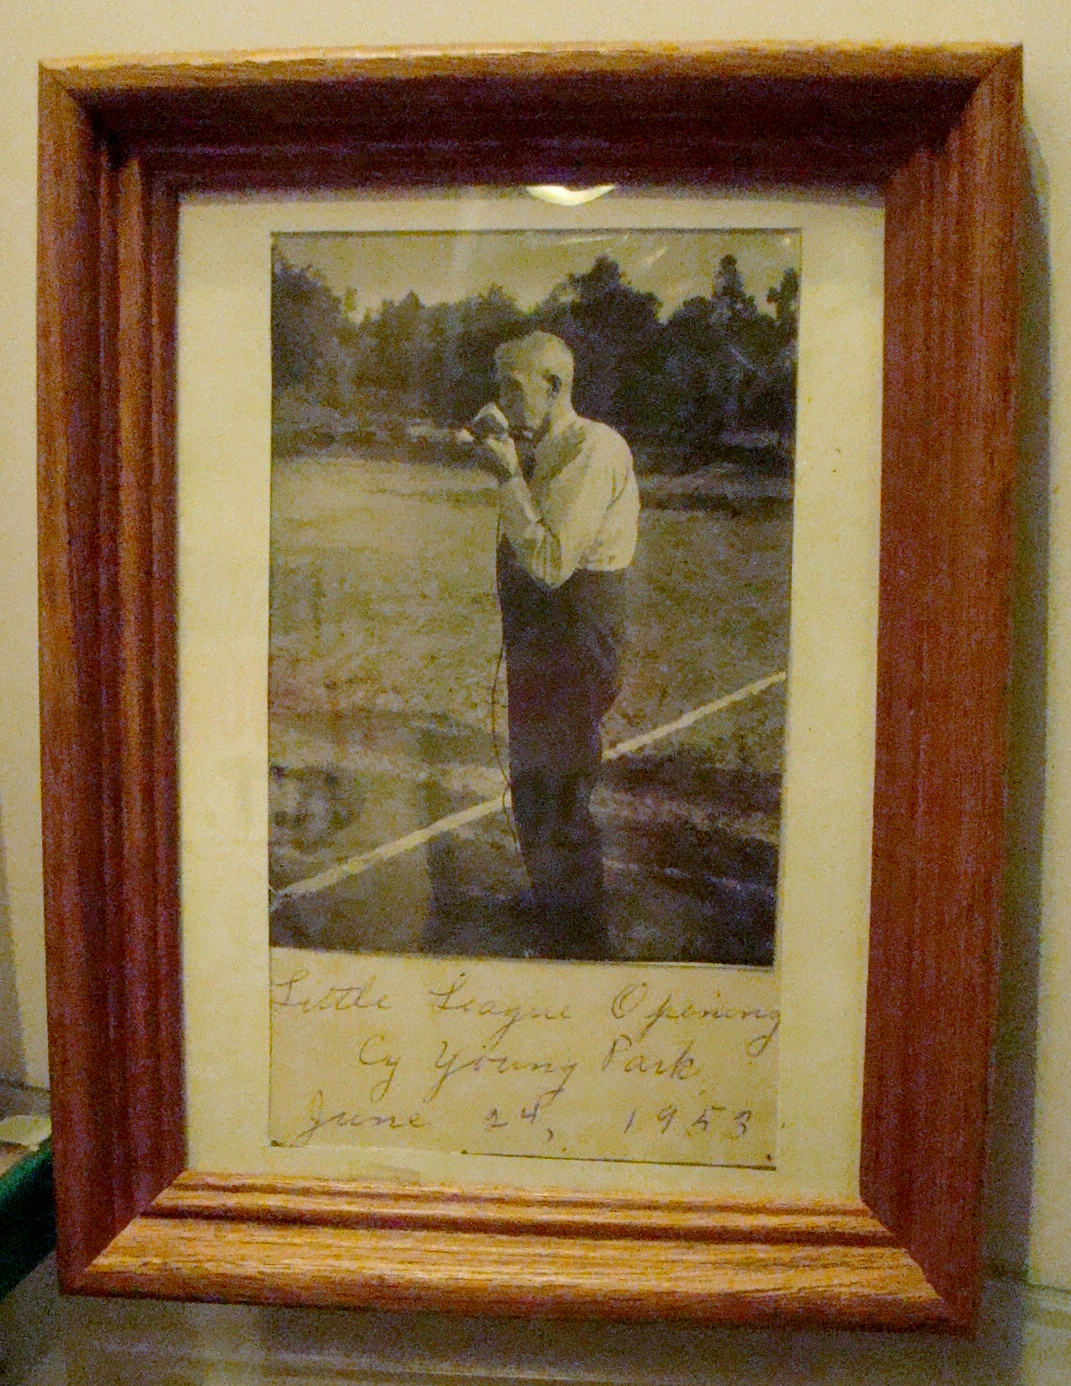 Little League Opening
Cy Young Park
June 24, 1953